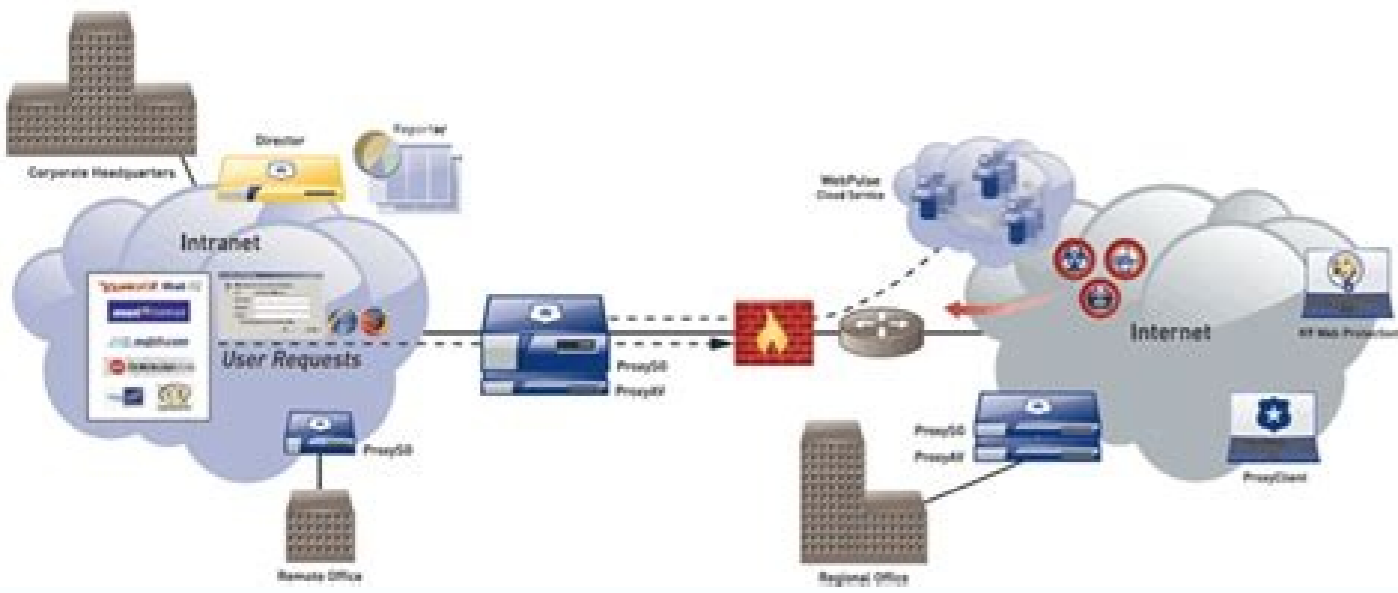 Corporate Headquarters
Director
Reporter
Intranet
User Requests
ProxySG
Remote Office
ProxySG
ProxyAV
WebPulse
Cloud Service
Internet
K9 Web Protection
ProxySG
ProxyAV
Regional Office
ProxyClient